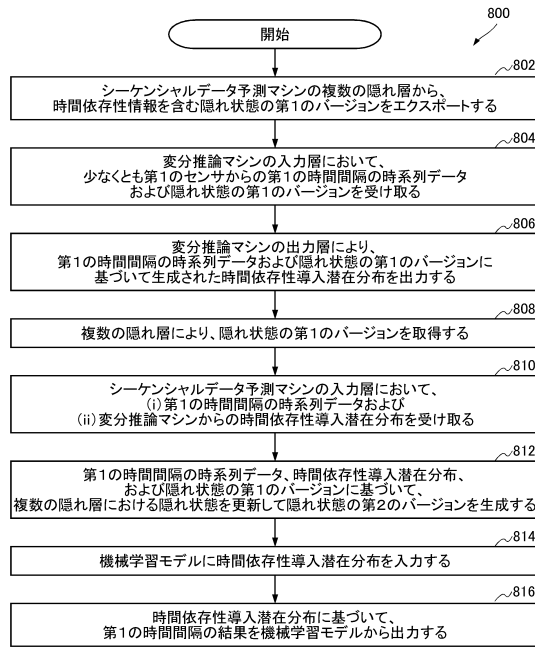 800
開始
802
シーケンシャルデータ予測マシンの複数の隠れ層から、
時間依存性情報を含む隠れ状態の第1のバージョンをエクスポートする
804
変分推論マシンの入力層において、
少なくとも第1のセンサからの第1の時間間隔の時系列データ
および隠れ状態の第1のバージョンを受け取る
806
変分推論マシンの出力層により、
第1の時間間隔の時系列データおよび隠れ状態の第1のバージョンに
基づいて生成された時間依存性導入潜在分布を出力する
808
複数の隠れ層により、隠れ状態の第1のバージョンを取得する
810
シーケンシャルデータ予測マシンの入力層において、
(i)第1の時間間隔の時系列データおよび
(ii)変分推論マシンからの時間依存性導入潜在分布を受け取る
812
第1の時間間隔の時系列データ、時間依存性導入潜在分布、
および隠れ状態の第1のバージョンに基づいて、
複数の隠れ層における隠れ状態を更新して隠れ状態の第2のバージョンを生成する
814
機械学習モデルに時間依存性導入潜在分布を入力する
816
時間依存性導入潜在分布に基づいて、
第1の時間間隔の結果を機械学習モデルから出力する